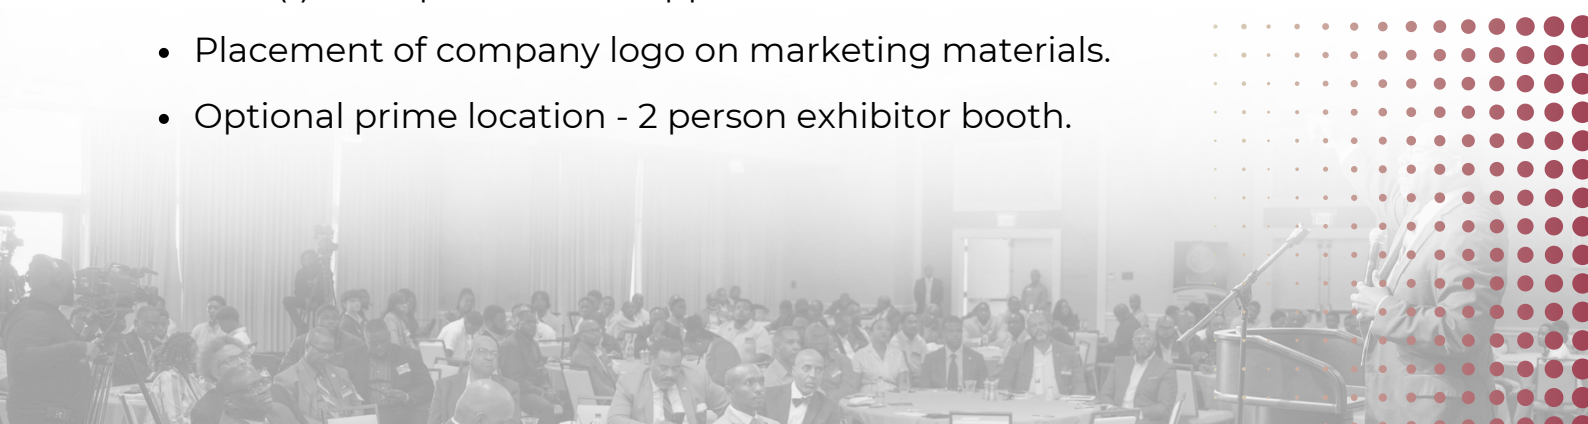 • Placement of company logo on marketing materials.
• Optional prime location - 2 person exhibitor booth.